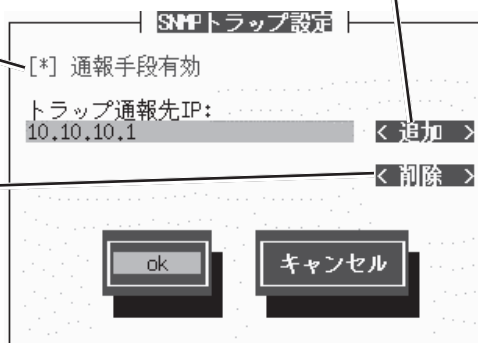 SNMPトラップ設定
[*] 通報手段有効
トラップ通報先IP:
10.10.10.1
< 追加 >
< 削除 >
ok
キャンセル